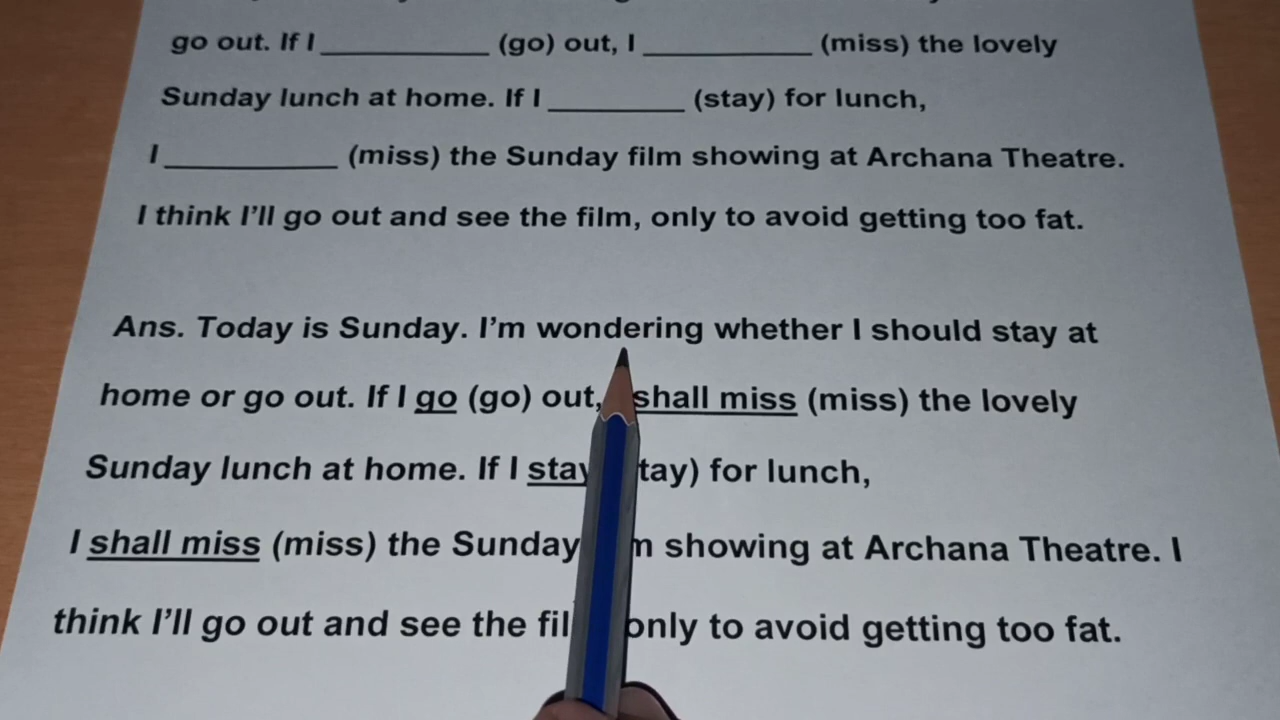 go out. If I ___________ (go) out, I ___________ (miss) the lovely
Sunday lunch at home. If I _________ (stay) for lunch,
I ___________ (miss) the Sunday film showing at Archana Theatre.
I think I'll go out and see the film, only to avoid getting too fat.
Ans. Today is Sunday. I'm wondering whether I should stay at
home or go out. If I go (go) out, shall miss (miss) the lovely
Sunday lunch at home. If I stay tay) for lunch,
I shall miss (miss) the Sunday showing at Archana Theatre. I
think I'll go out and see the only to avoid getting too fat.